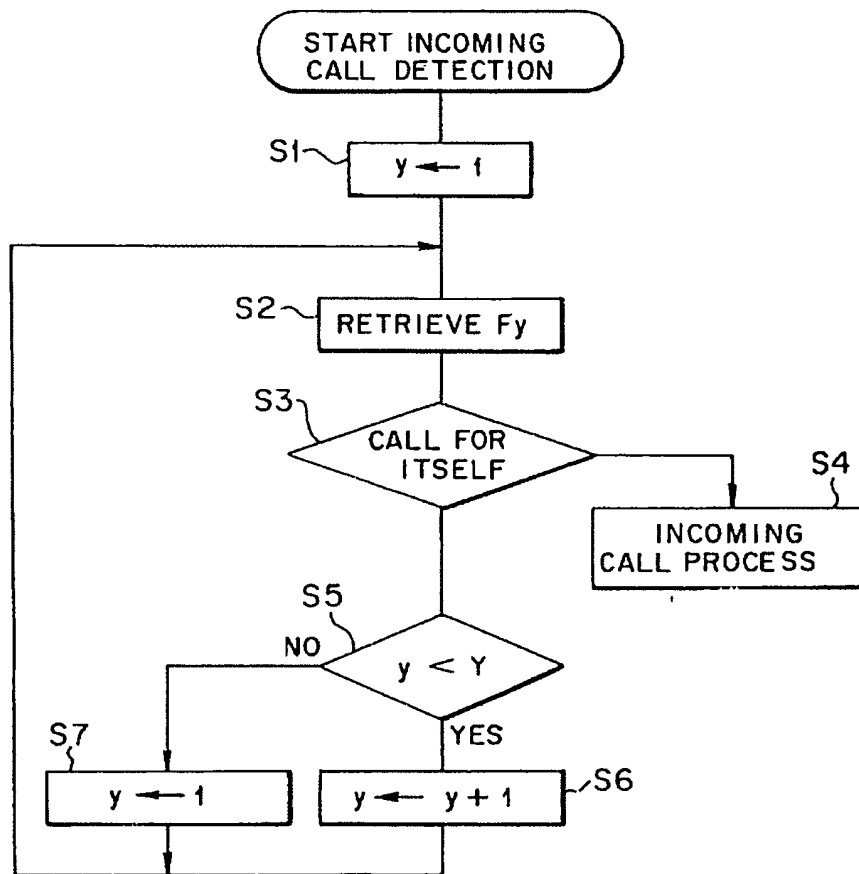 START INCOMING
CALL DETECTION
S1
y ← 1
S2
RETRIEVE Fy
S3
CALL FOR
ITSELF
S4
INCOMING
CALL PROCESS
S5
NO
y < Y
YES
S7
y ← 1
y ← y + 1
S6